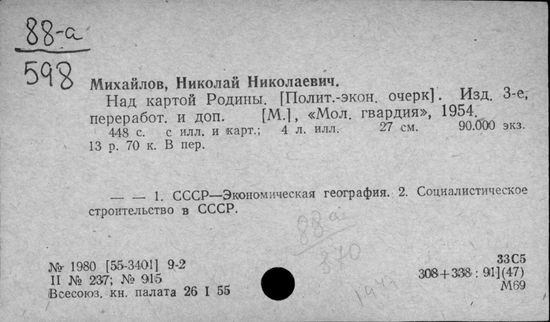 88-а
598
Михайлов, Николай Николаевич.
Над картой Родины. [Полит.-экон. очерк]. Изд. 3-е,
переработ. и доп. [М.], «Мол. гвардия», 1954.
448 с. с илл. и карт.; 4 л. илл. 27 см. 90.000 экз.
13 р. 70 к. В пер.
— — 1. СССР—Экономическая география. 2. Социалистическое
строительство в СССР.
88-а
370
№ 1980 [55-3401] 9-2
II № 237; № 915
Всесоюз. кн. палата 26 I 55
33С5
308+338 : 91](47)
М69